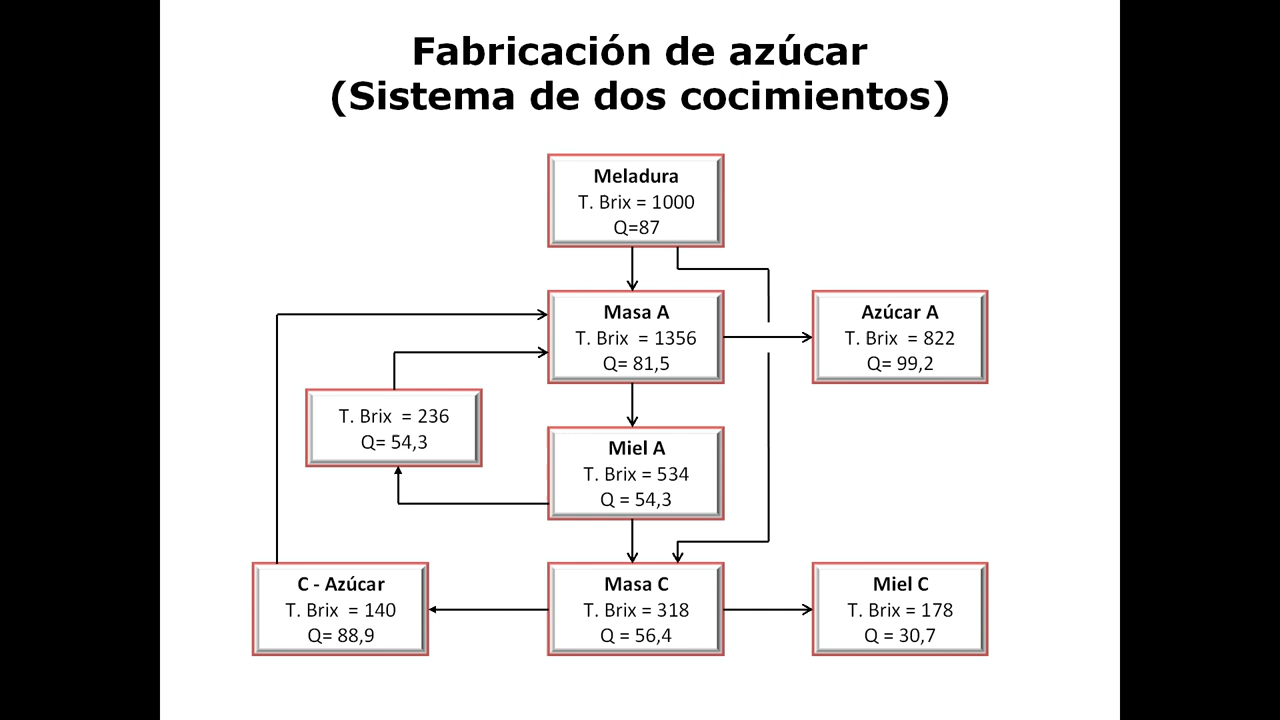 Fabricación de azúcar
(Sistema de dos cocimientos)
Meladura
T. Brix = 1000
Q=87
Masa A
T. Brix  = 1356
Q= 81,5
Azúcar A
T. Brix  = 822
Q= 99,2
T. Brix  = 236
Q= 54,3
Miel A
T. Brix = 534
Q = 54,3
C - Azúcar
T. Brix  = 140
Q= 88,9
Masa C
T. Brix = 318
Q = 56,4
Miel C
T. Brix = 178
Q = 30,7